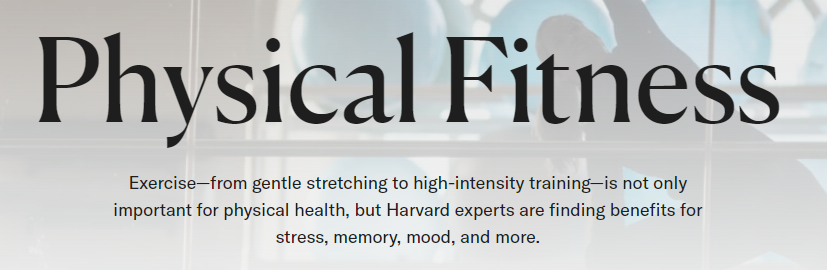 Physical Fitness
Exercise—from gentle stretching to high-intensity training—is not only
important for physical health, but Harvard experts are finding benefits for
stress, memory, mood, and more.